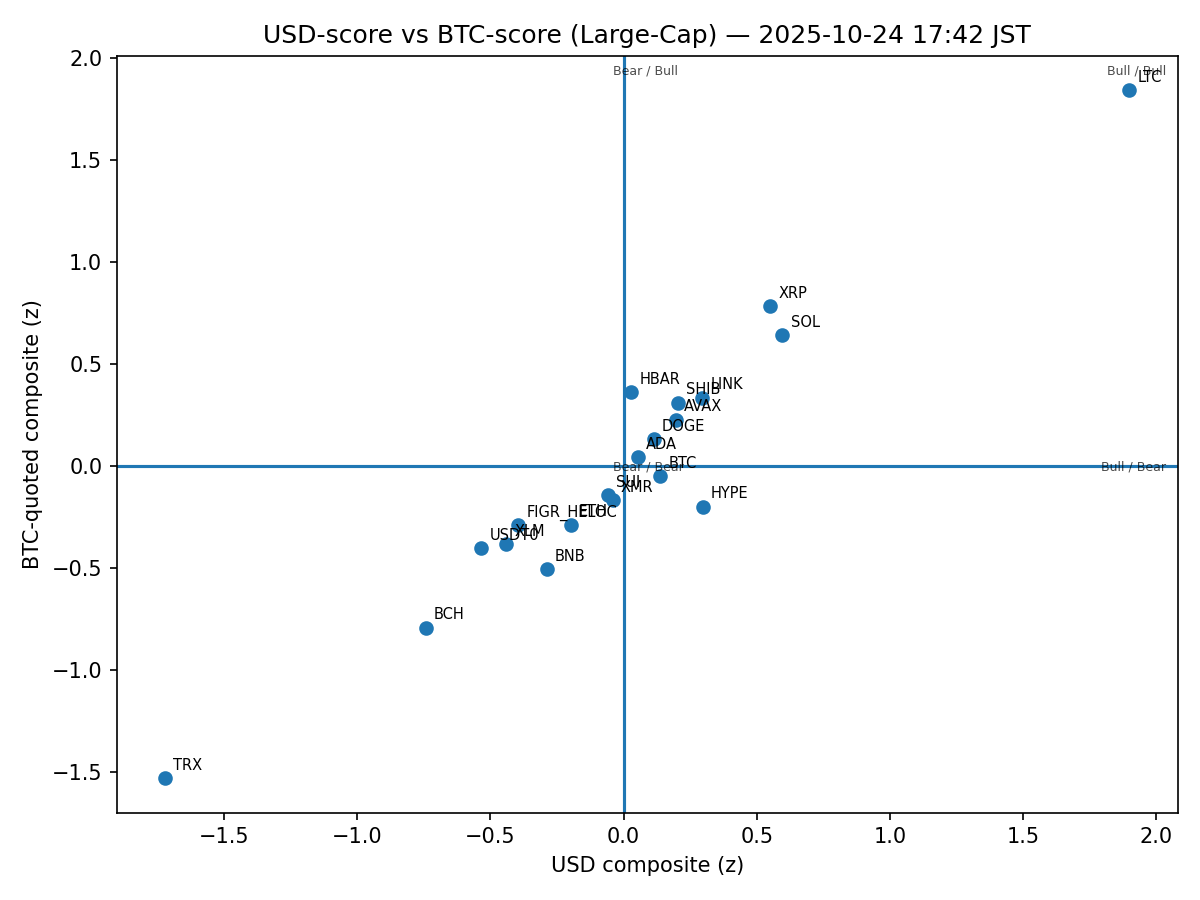 USD-score vs BTC-score (Large-Cap) — 2025-10-24 17:42 JST
Bear / Bull
Bull / Bull
LTC
XRP
SOL
HBAR
LINK
SHIB
AVAX
DOGE
ADA
BTC
Bear / Bear
Bull / Bear
SUI
XMR
HYPE
FIGR_HELOC
ETH
XLM
USDT0
BNB
BCH
TRX
2.0
1.5
1.0
0.5
0.0
−0.5
−1.0
−1.5
BTC-quoted composite (z)
−1.5
−1.0
−0.5
0.0
0.5
1.0
1.5
2.0
USD composite (z)